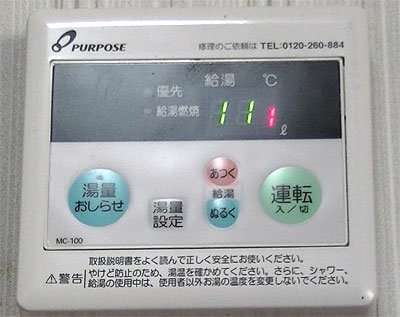 PURPOSE
修理のご依頼は TEL:0120-260-884
給湯 ℃
優先
給湯燃焼
111
ℓ
湯量
おしらせ
湯量
設定
あつく
給湯
ぬるく
運転
入/切
MC-100
取扱説明書をよく読んで正しく安全にお使いください。
⚠警告 やけど防止のため、湯温を確かめてください。さらに、シャワー、
給湯の使用中は、使用者以外お湯の温度を変更しないでください。